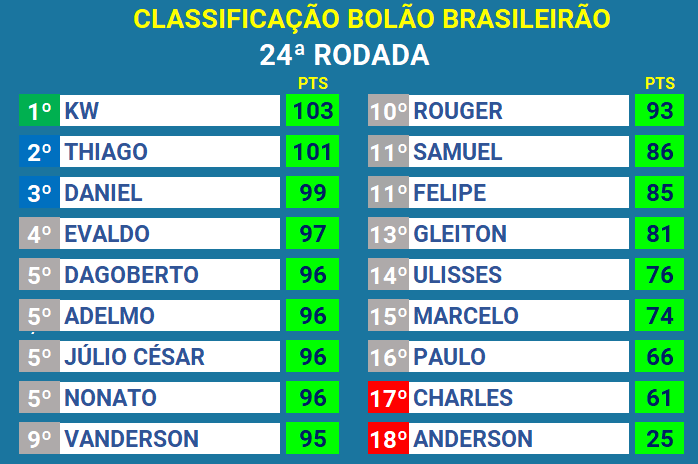 CLASSIFICAÇÃO BOLÃO BRASILEIRÃO
24ª RODADA
PTS
1º KW 103
2º THIAGO 101
3º DANIEL 99
4º EVALDO 97
5º DAGOBERTO 96
5º ADELMO 96
5º JÚLIO CÉSAR 96
5º NONATO 96
9º VANDERSON 95
PTS
10º ROUGER 93
11º SAMUEL 86
11º FELIPE 85
13º GLEITON 81
14º ULISSES 76
15º MARCELO 74
16º PAULO 66
17º CHARLES 61
18º ANDERSON 25